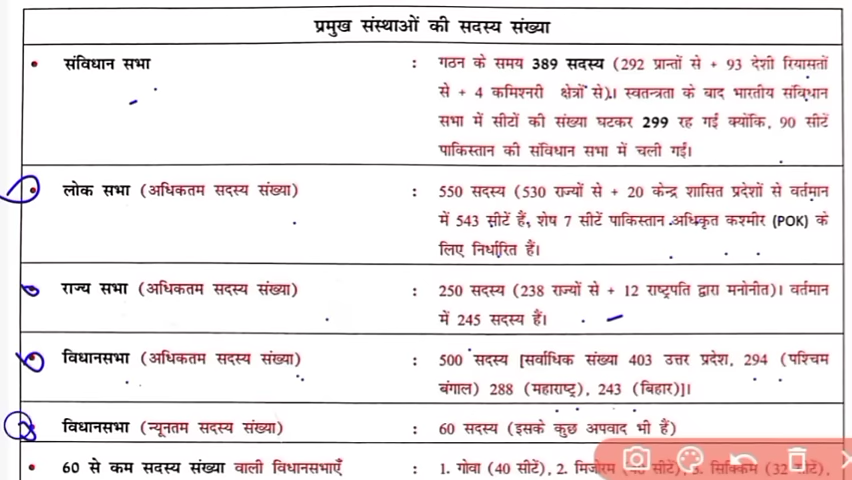 प्रमुख संस्थाओं की सदस्य संख्या
• संविधान सभा : गठन के समय 389 सदस्य (292 प्रान्तों से + 93 देशी रियासतों
से + 4 कमिश्नरी क्षेत्रों से)। स्वतन्त्रता के बाद भारतीय संविधान
सभा में सीटों की संख्या घटकर 299 रह गई क्योंकि, 90 सीटें
पाकिस्तान की संविधान सभा में चली गईं।
• लोक सभा (अधिकतम सदस्य संख्या) : 550 सदस्य (530 राज्यों से + 20 केन्द्र शासित प्रदेशों से वर्तमान
में 543 सीटें हैं, शेष 7 सीटें पाकिस्तान अधिकृत कश्मीर (POK) के
लिए निर्धारित हैं।
• राज्य सभा (अधिकतम सदस्य संख्या) : 250 सदस्य (238 राज्यों से + 12 राष्ट्रपति द्वारा मनोनीत)। वर्तमान
में 245 सदस्य हैं।
• विधानसभा (अधिकतम सदस्य संख्या) : 500 सदस्य [सर्वाधिक संख्या 403 उत्तर प्रदेश, 294 (पश्चिम
बंगाल) 288 (महाराष्ट्र), 243 (बिहार)]।
• विधानसभा (न्यूनतम सदस्य संख्या) : 60 सदस्य (इसके कुछ अपवाद भी हैं)
• 60 से कम सदस्य संख्या वाली विधानसभाएँ : 1. गोवा (40 सीटें), 2. मिजोरम (40 सीटें), 3. सिक्किम (32 सीटें),